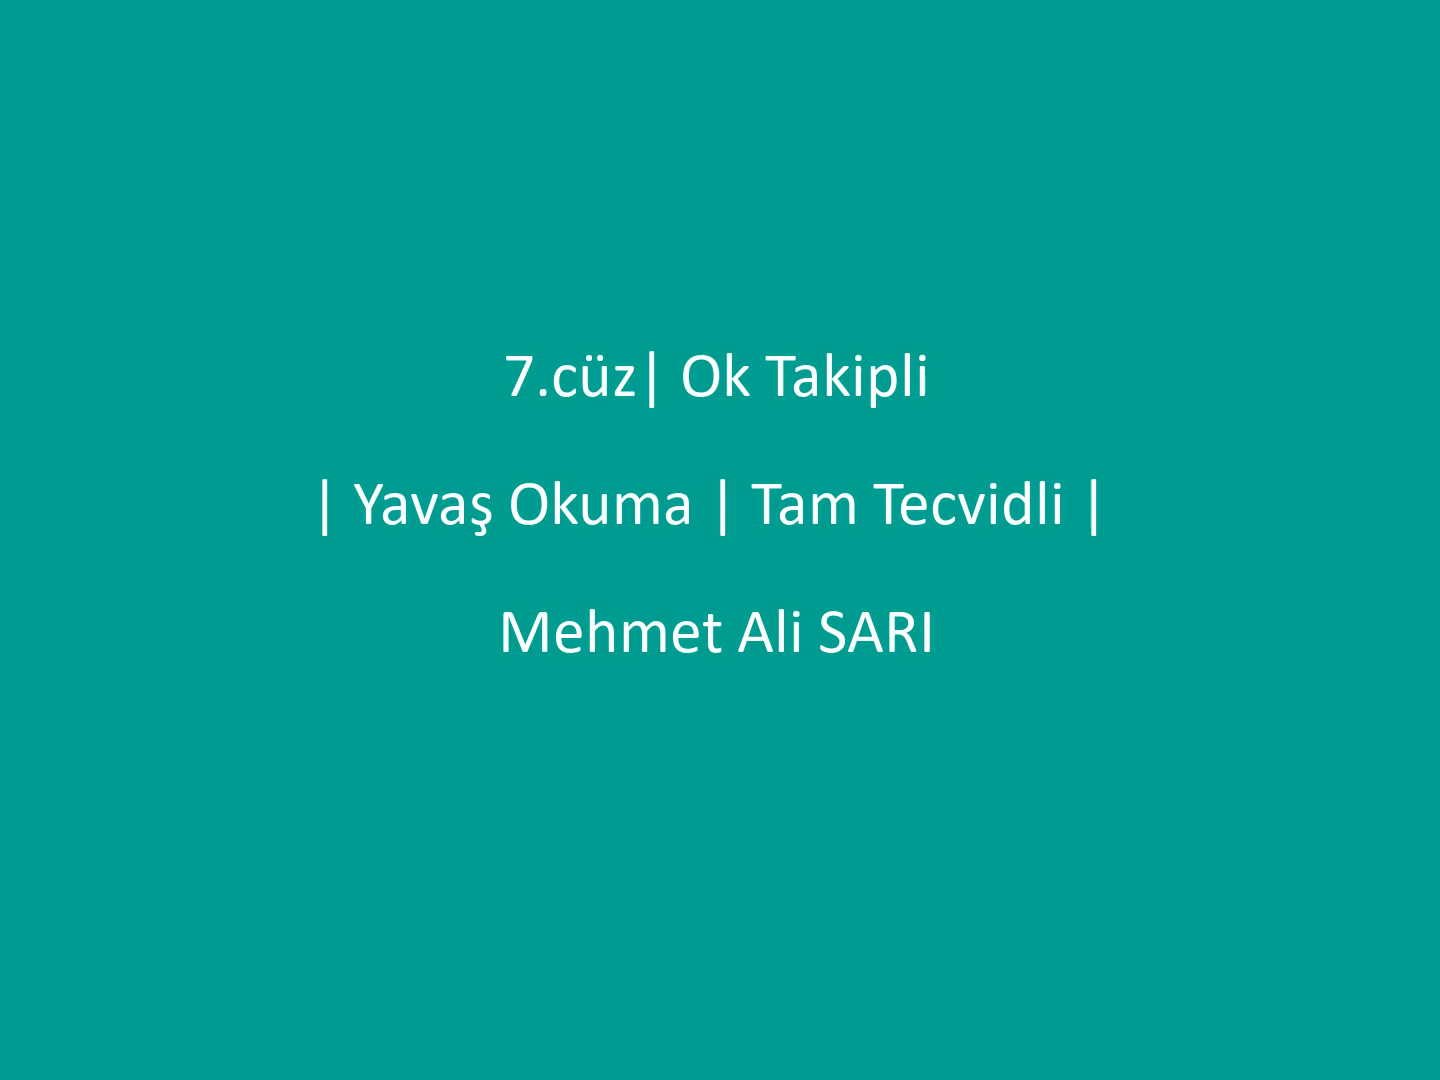 7.cüz| Ok Takipli
| Yavaş Okuma | Tam Tecvidli |
Mehmet Ali SARI